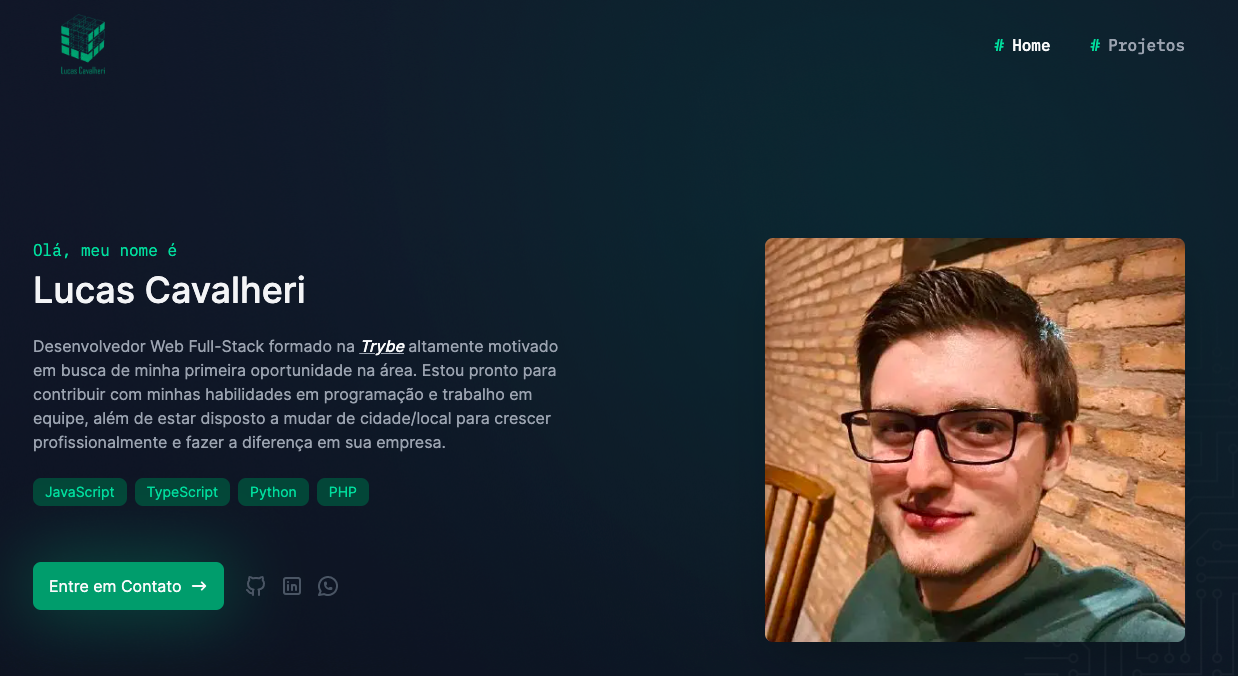 Lucas Cavalheri
# Home
# Projetos
Olá, meu nome é
Lucas Cavalheri
Desenvolvedor Web Full-Stack formado na Trybe altamente motivado
em busca de minha primeira oportunidade na área. Estou pronto para
contribuir com minhas habilidades em programação e trabalho em
equipe, além de estar disposto a mudar de cidade/local para crescer
profissionalmente e fazer a diferença em sua empresa.
JavaScript
TypeScript
Python
PHP
Entre em Contato →
in